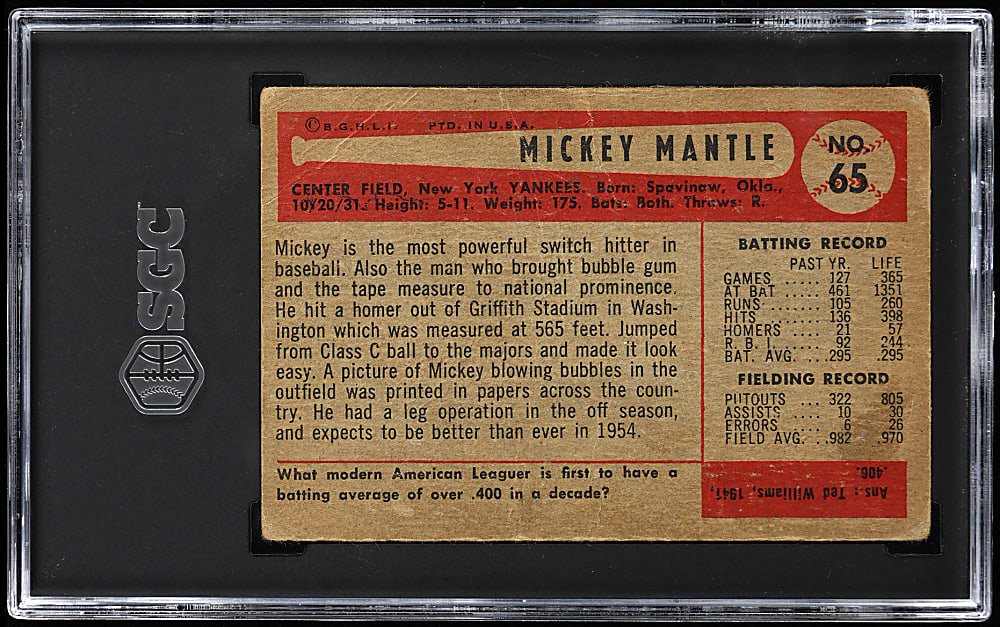 SGC
© B.G.H.L.I. PTD. IN U.S.A.
MICKEY MANTLE
NO.
65
CENTER FIELD, New York YANKEES. Born: Spavinaw, Okla.,
10/20/31. Height: 5-11. Weight: 175. Bats: Both. Throws: R.
Mickey is the most powerful switch hitter in
baseball. Also the man who brought bubble gum
and the tape measure to national prominence.
He hit a homer out of Griffith Stadium in Wash-
ington which was measured at 565 feet. Jumped
from Class C ball to the majors and made it look
easy. A picture of Mickey blowing bubbles in the
outfield was printed in papers across the coun-
try. He had a leg operation in the off season,
and expects to be better than ever in 1954.
What modern American Leaguer is first to have a
batting average of over .400 in a decade?
BATTING RECORD
PAST YR. LIFE
GAMES ..... 127 365
AT BAT ..... 461 1351
RUNS ....... 105 260
HITS ........ 136 398
HOMERS .... 21 57
R. B. I. ...... 92 244
BAT. AVG. ... .295 .295
FIELDING RECORD
PUTOUTS .... 322 805
ASSISTS .... 10 30
ERRORS .... 6 26
FIELD AVG. . .982 .970
Ans.: Ted Williams, 1941,
.406.